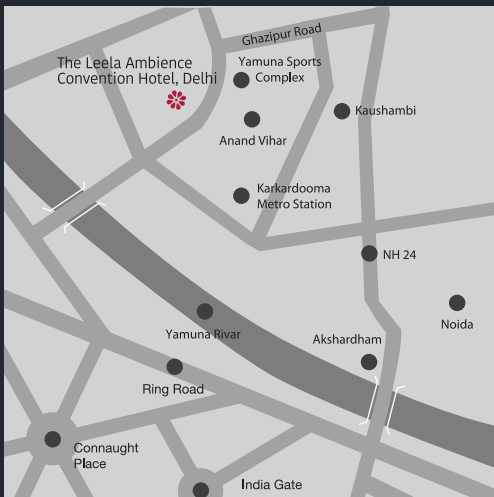 Ghazipur Road
The Leela Ambience
Convention Hotel, Delhi
Yamuna Sports
Complex
Kaushambi
Anand Vihar
Karkardooma
Metro Station
NH 24
Noida
Yamuna Rivar
Akshardham
Ring Road
Connaught
Place
India Gate